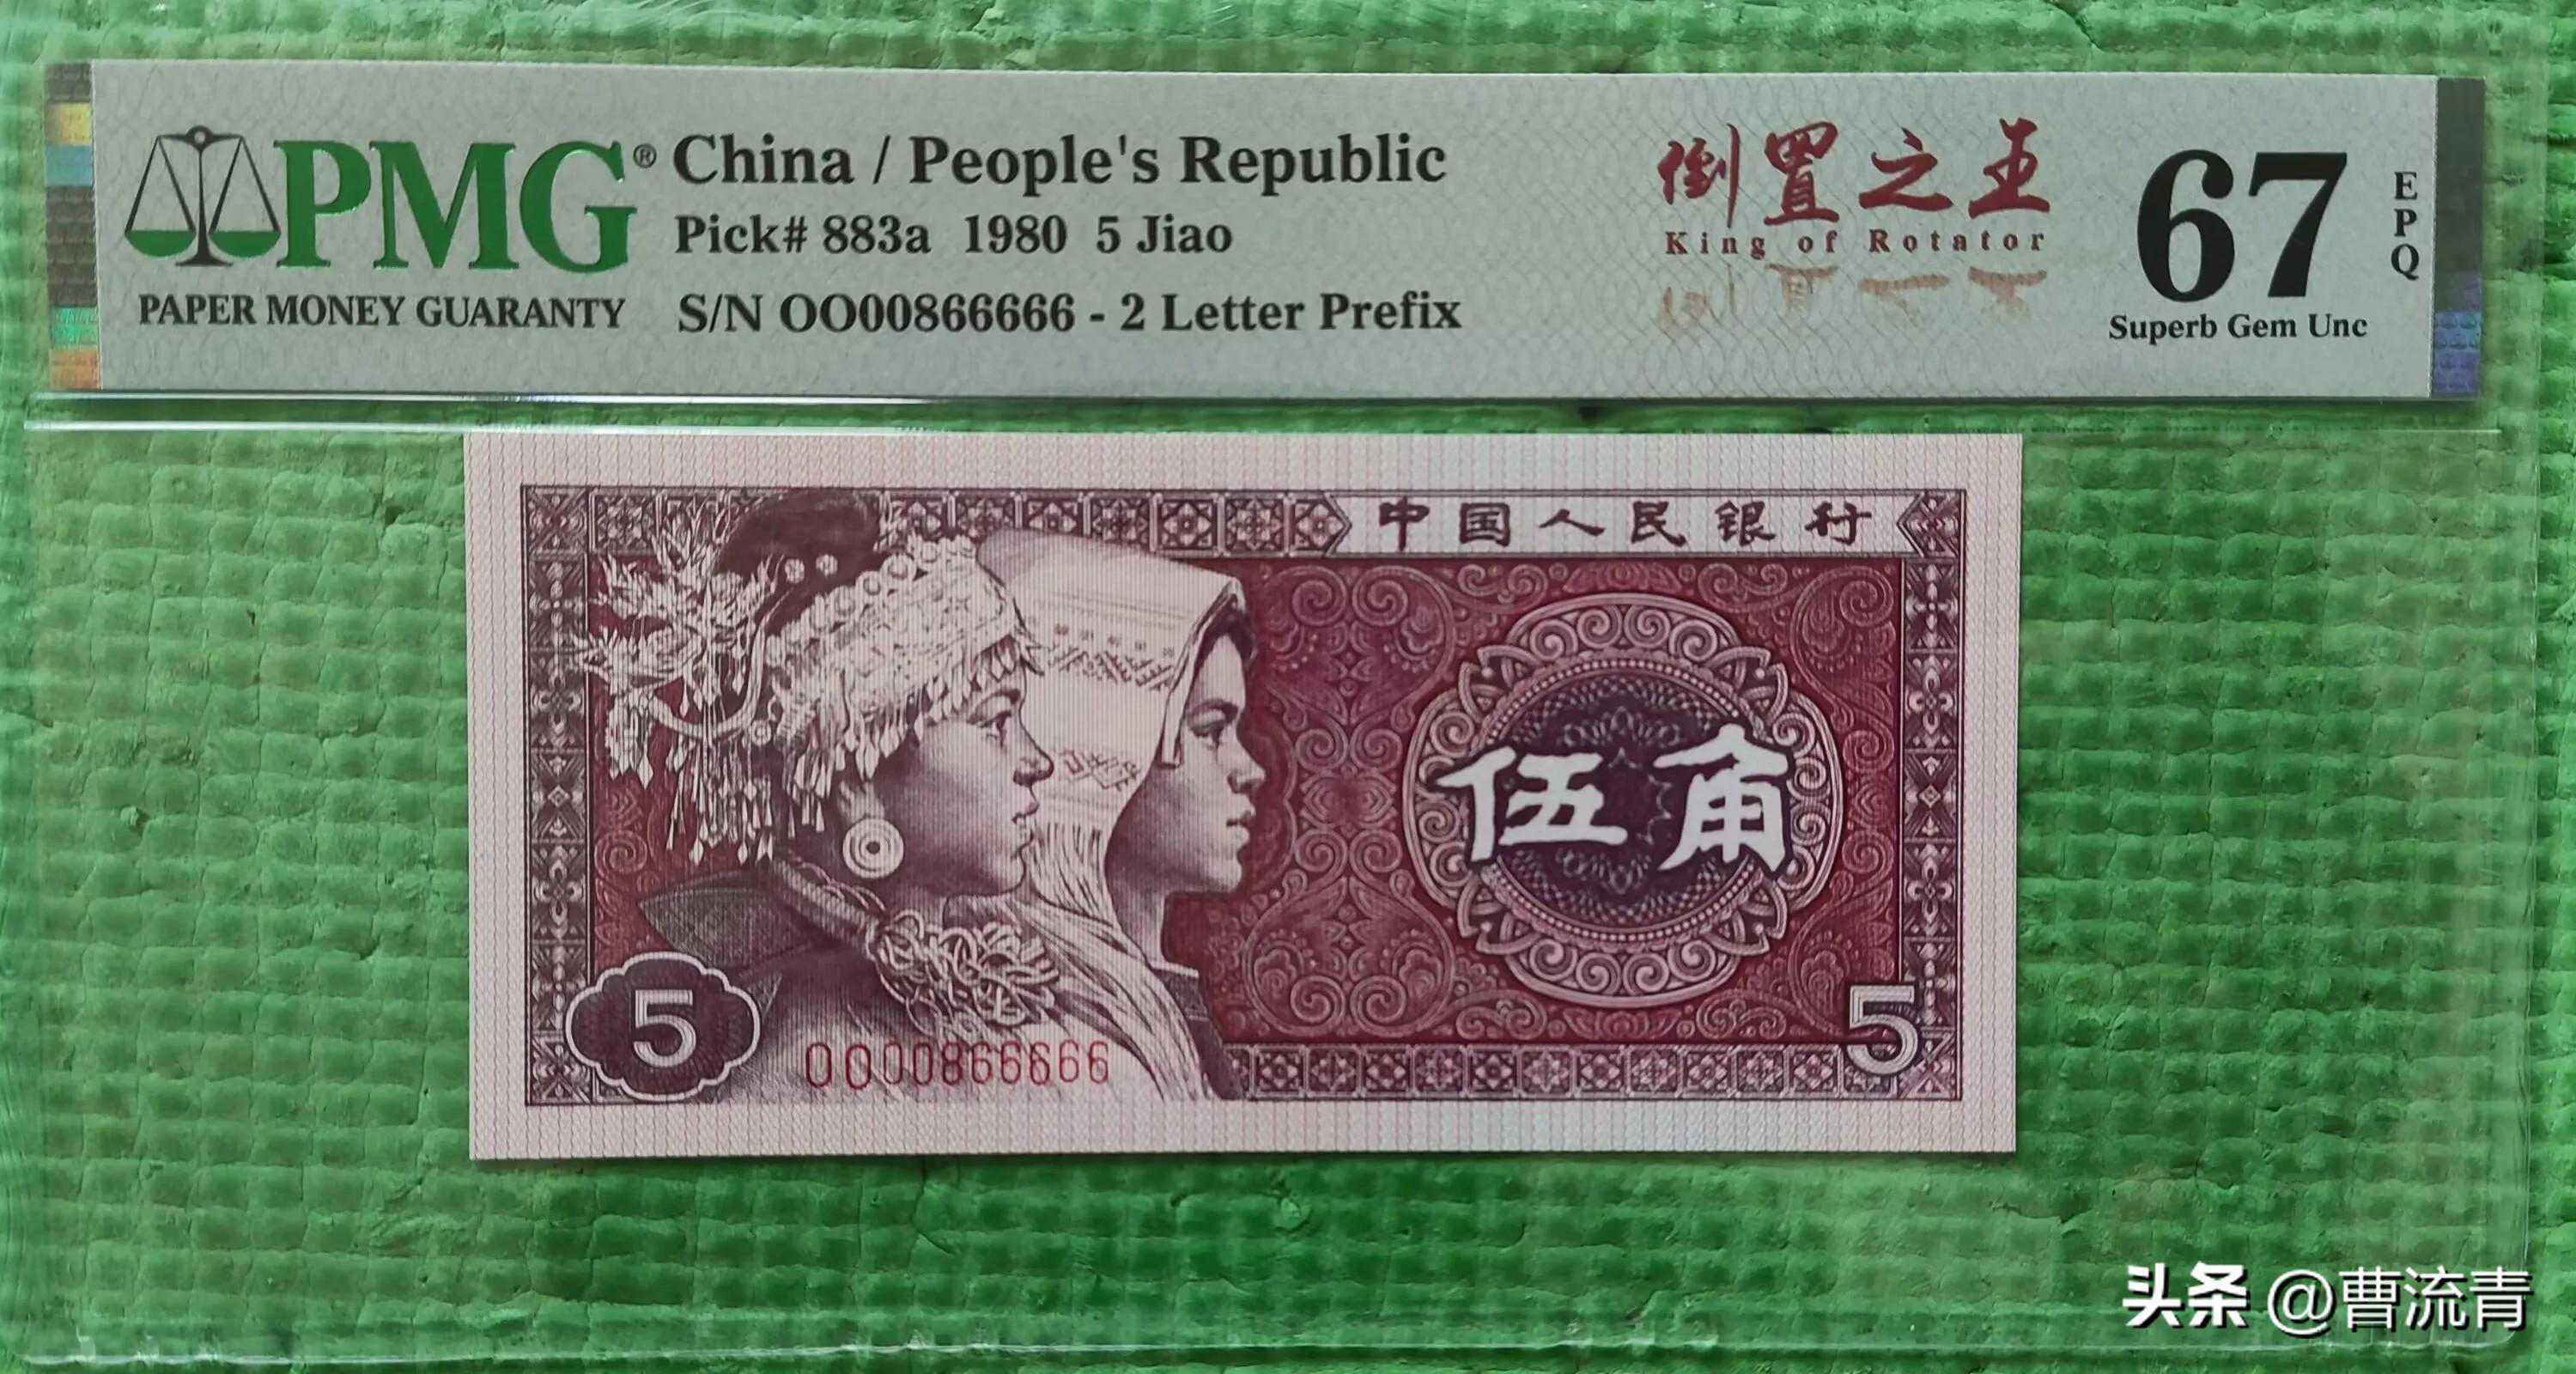 PMG® China / People's Republic
Pick# 883a 1980 5 Jiao
PAPER MONEY GUARANTY
S/N OO00866666 - 2 Letter Prefix
倒置之王
King of Rotator
67
EPQ
Superb Gem Unc
中国人民银行
伍角
5
5
OO00866666
头条 @曹流青